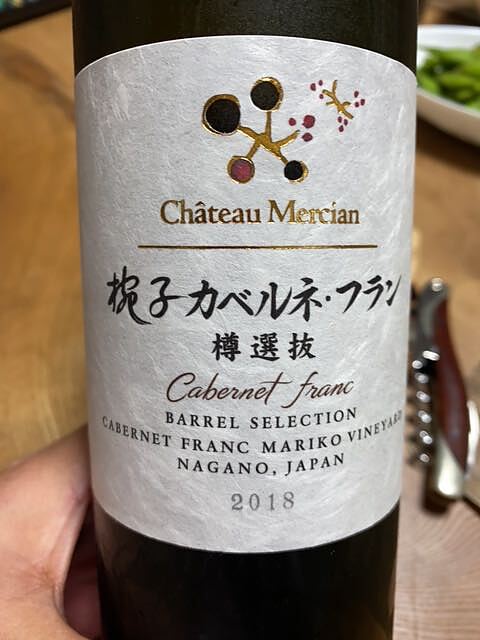 Château Mercian
椀子カベルネ・フラン
樽選抜
Cabernet franc
BARREL SELECTION
CABERNET FRANC MARIKO VINEYARD
NAGANO, JAPAN
2018